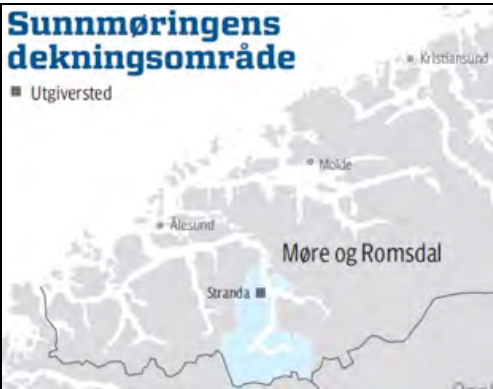 Sunnmøringens
dekningsområde
Utgiversted
Kristiansund
Molde
Ålesund
Møre og Romsdal
Stranda